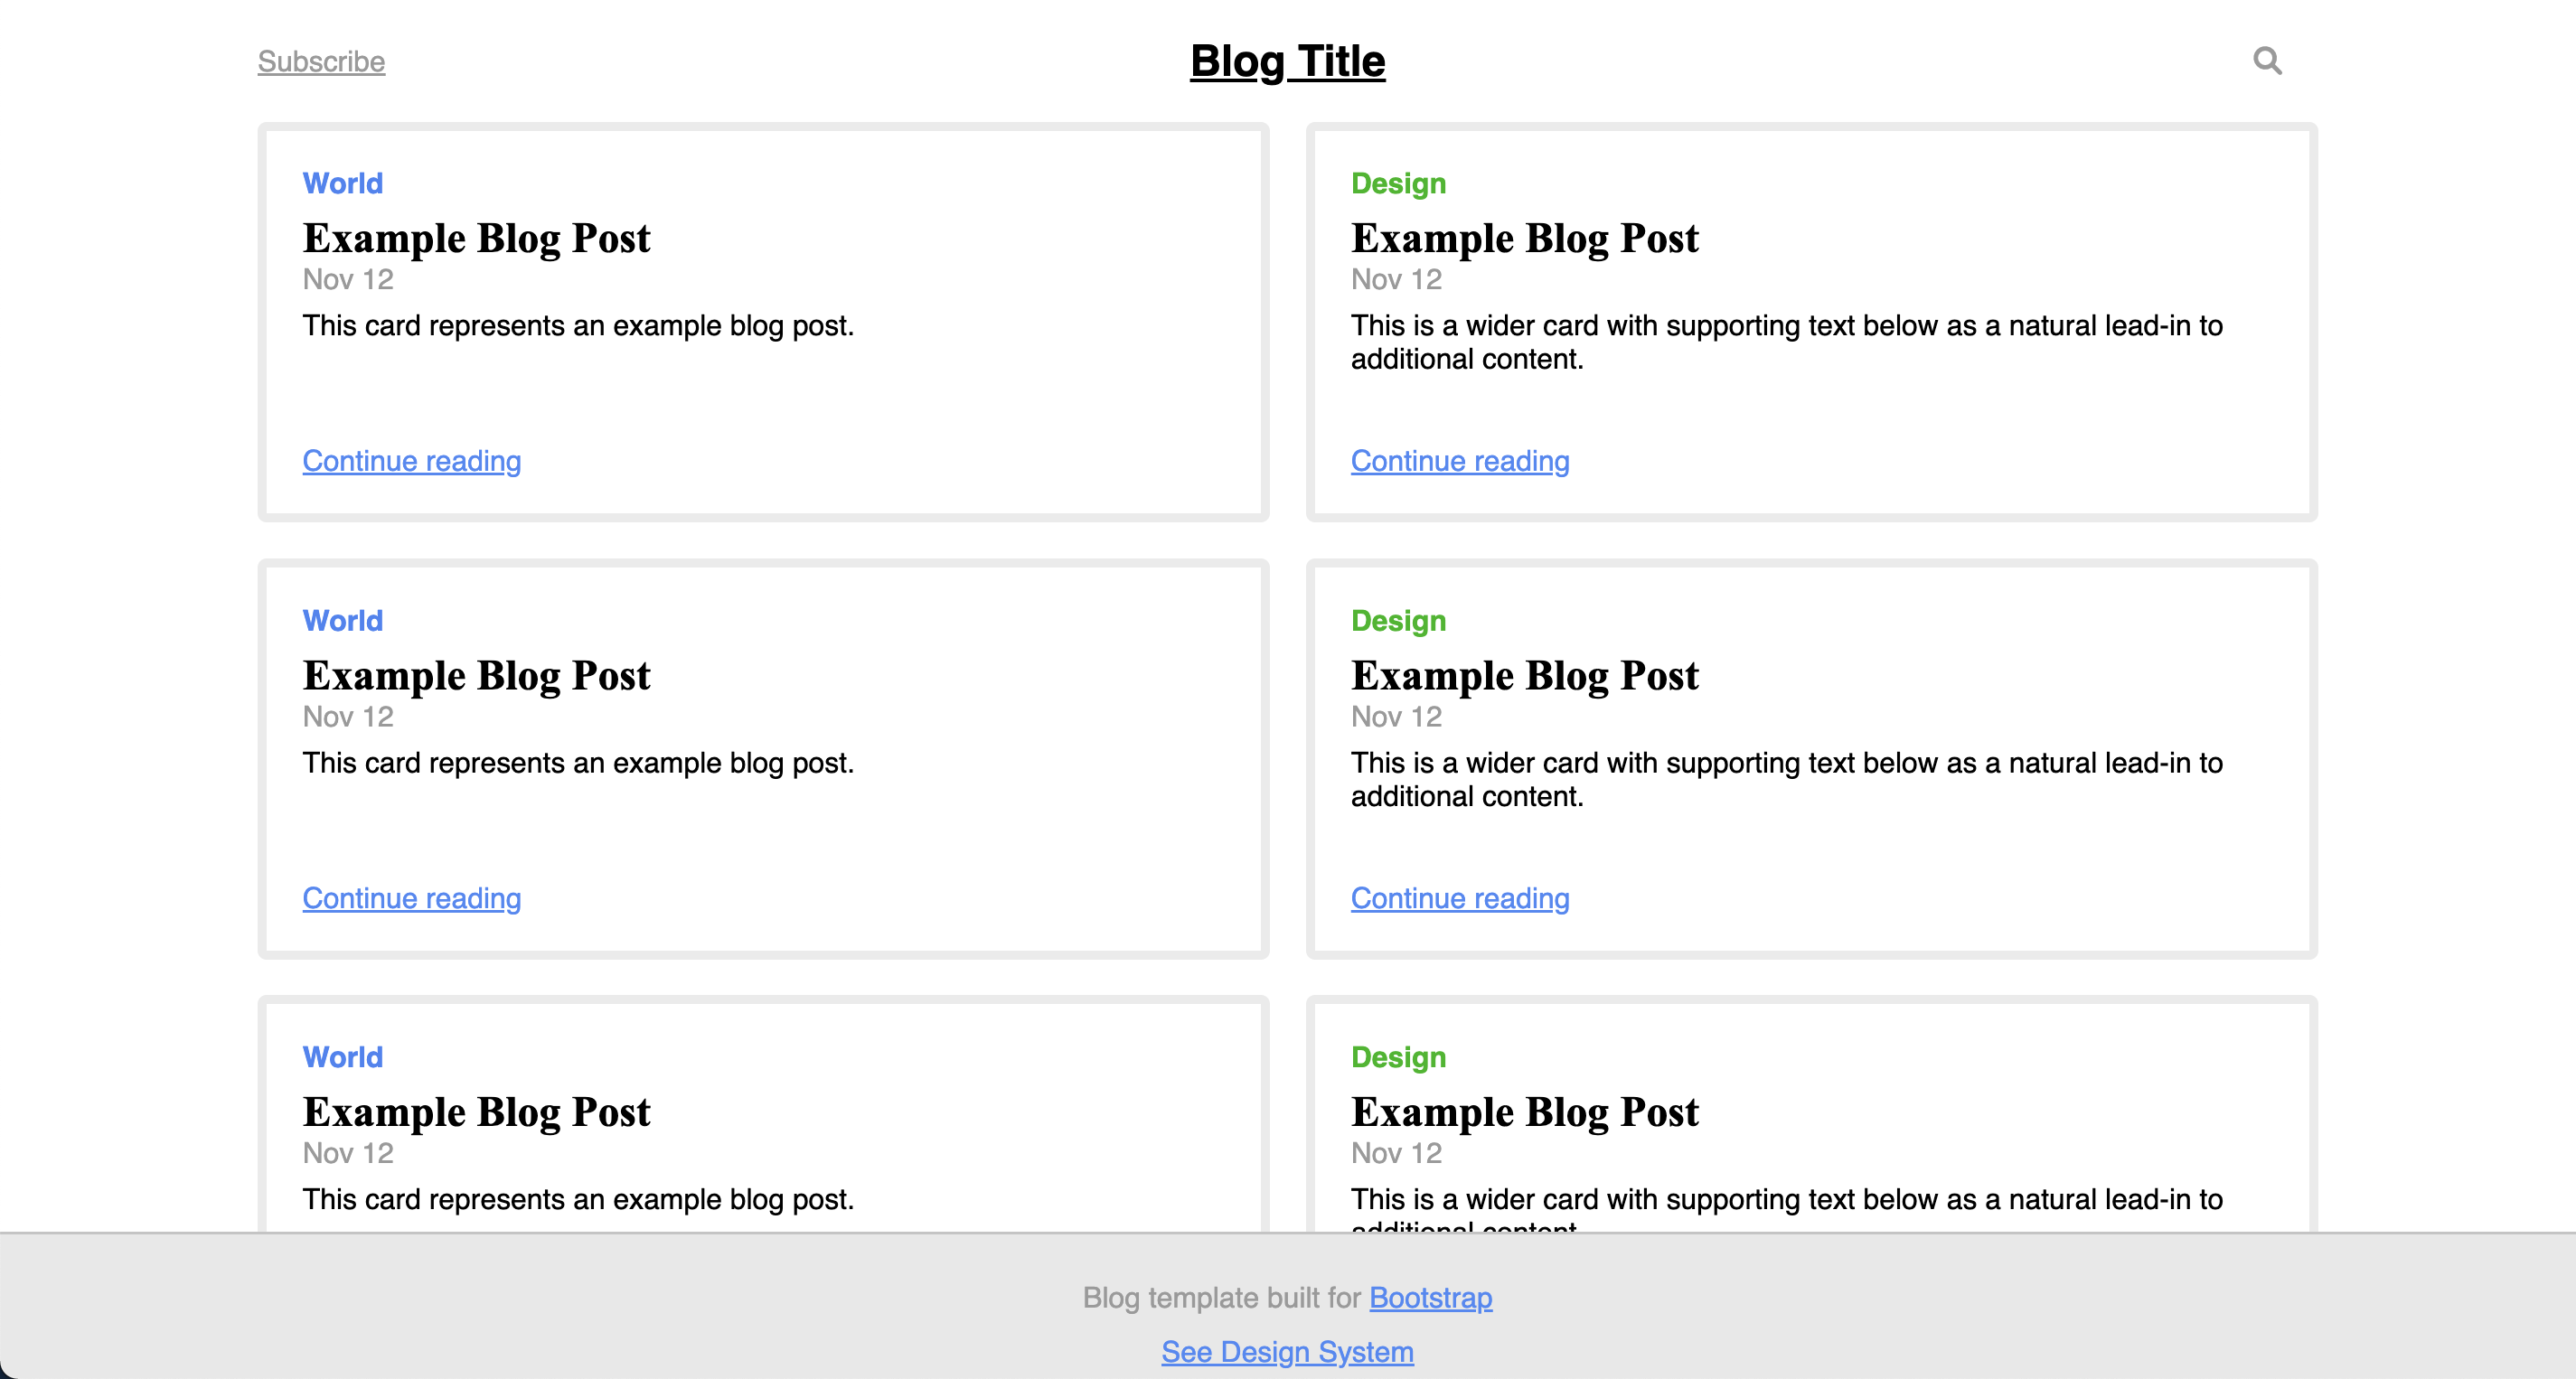 Subscribe
Blog Title
World
Example Blog Post
Nov 12
This card represents an example blog post.
Continue reading
Design
Example Blog Post
Nov 12
This is a wider card with supporting text below as a natural lead-in to
additional content.
Continue reading
World
Example Blog Post
Nov 12
This card represents an example blog post.
Continue reading
Design
Example Blog Post
Nov 12
This is a wider card with supporting text below as a natural lead-in to
additional content.
Continue reading
World
Example Blog Post
Nov 12
This card represents an example blog post.
Design
Example Blog Post
Nov 12
This is a wider card with supporting text below as a natural lead-in to
additional content.
Blog template built for Bootstrap
See Design System